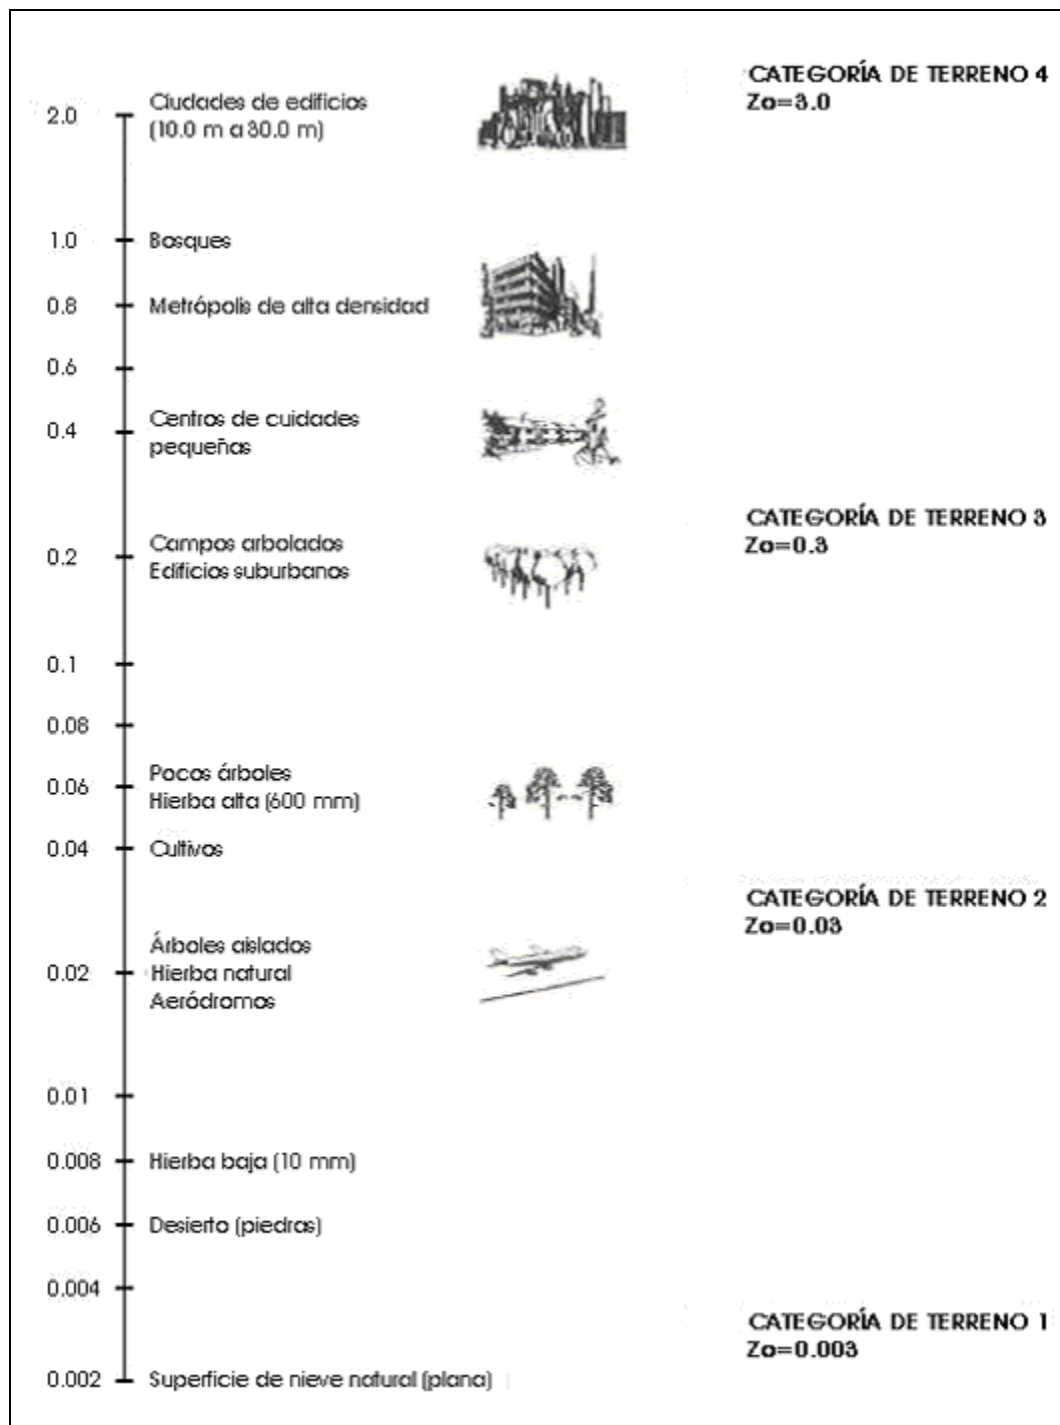 CATEGORÍA DE TERRENO 4
Zo=3.0
2.0
Ciudades de edificios
(10.0 m a 30.0 m)
1.0
Bosques
0.8
Metrópolis de alta densidad
0.6
0.4
Centros de cuidades
pequeñas
CATEGORÍA DE TERRENO 3
Zo=0.3
0.2
Campos arbolados
Edificios suburbanos
0.1
0.08
0.06
Pocos árboles
Hierba alta (600 mm)
0.04
Cultivos
CATEGORÍA DE TERRENO 2
Zo=0.03
0.02
Árboles aislados
Hierba natural
Aeródromos
0.01
0.008
Hierba baja (10 mm)
0.006
Desierto (piedras)
0.004
CATEGORÍA DE TERRENO 1
Zo=0.003
0.002
Superficie de nieve natural (plana)